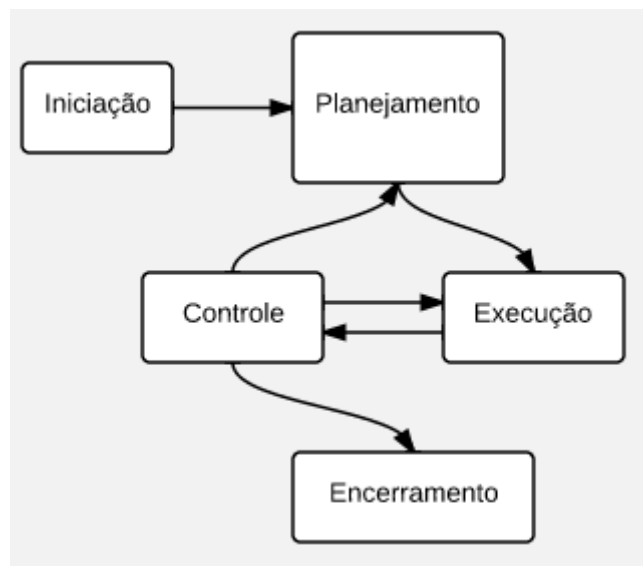 Iniciação
Planejamento
Controle
Execução
Encerramento